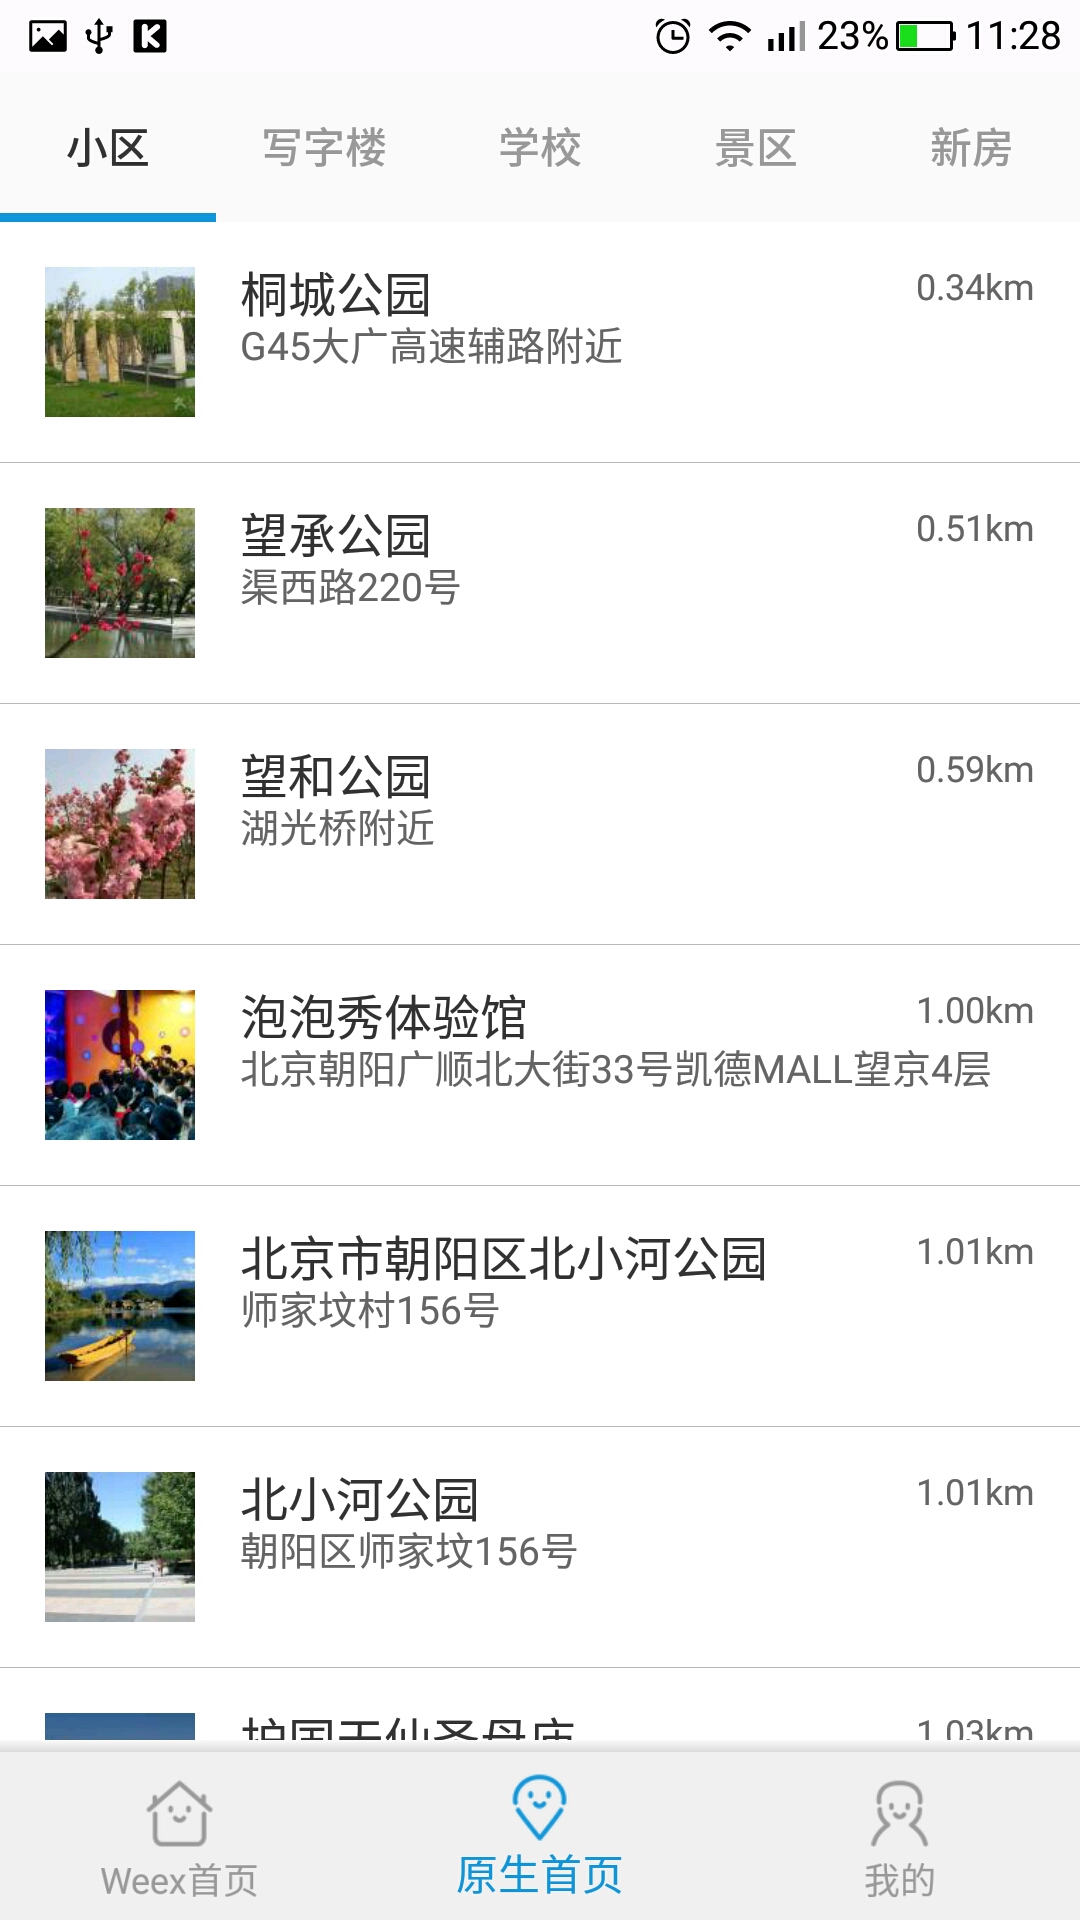 23% 11:28
小区 写字楼 学校 景区 新房
桐城公园 0.34km
G45大广高速辅路附近
望承公园 0.51km
渠西路220号
望和公园 0.59km
湖光桥附近
泡泡秀体验馆 1.00km
北京朝阳广顺北大街33号凯德MALL望京4层
北京市朝阳区北小河公园 1.01km
师家坟村156号
北小河公园 1.01km
朝阳区师家坟156号
护国天仙圣母庙 1.03km
Weex首页 原生首页 我的